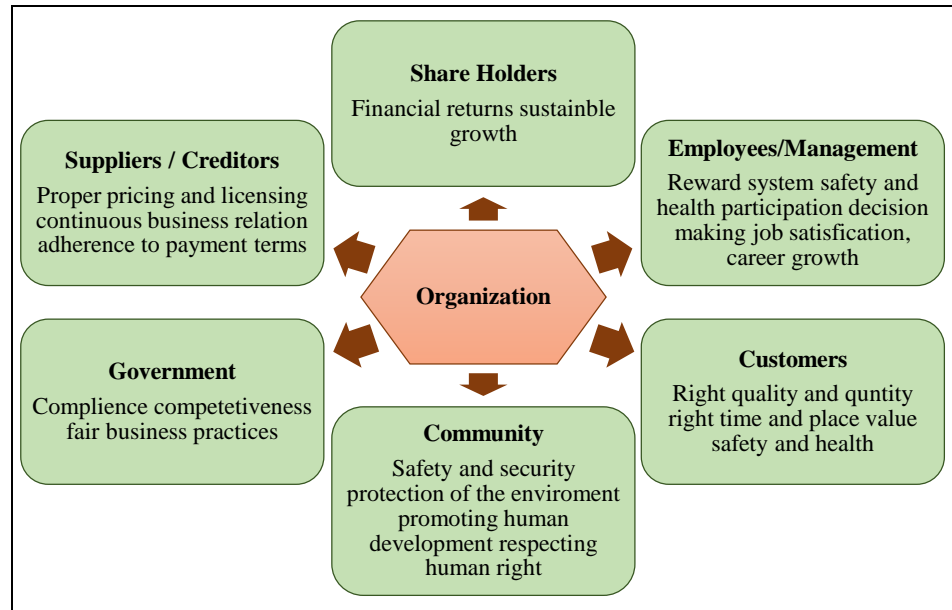 Share Holders
Financial returns sustainble
growth
Suppliers / Creditors
Proper pricing and licensing
continuous business relation
adherence to payment terms
Employees/Management
Reward system safety and
health participation decision
making job satisfication,
career growth
Organization
Government
Complience competetiveness
fair business practices
Customers
Right quality and quntity
right time and place value
safety and health
Community
Safety and security
protection of the enviroment
promoting human
development respecting
human right